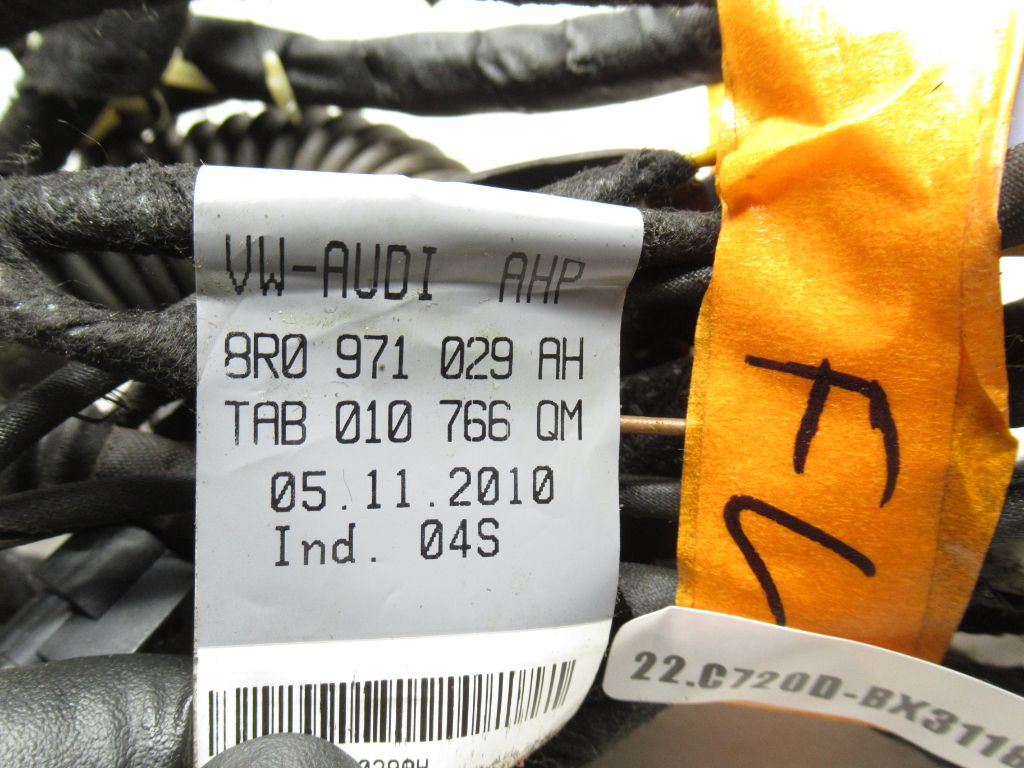 VW-AUDI AHP
8R0 971 029 AH
TAB 010 766 QM
05.11.2010
Ind. 04S
FL
22.C720D-BX3116